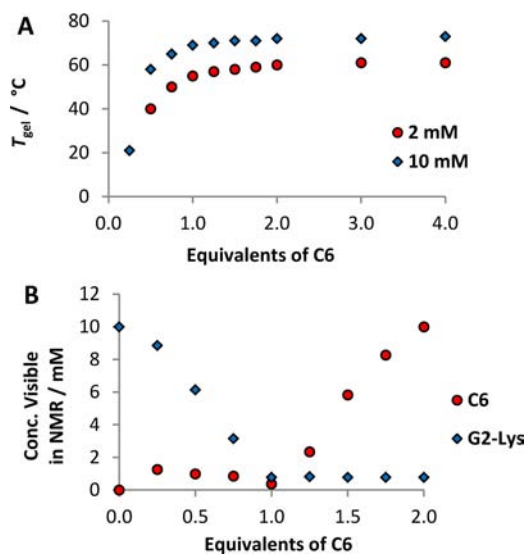 A
80
60
40
20
0
T gel / °C
2 mM
10 mM
0.0 1.0 2.0 3.0 4.0
Equivalents of C6
B
12
10
8
6
4
2
0
Conc. Visible
in NMR / mM
C6
G2-Lys
0.0 0.5 1.0 1.5 2.0
Equivalents of C6